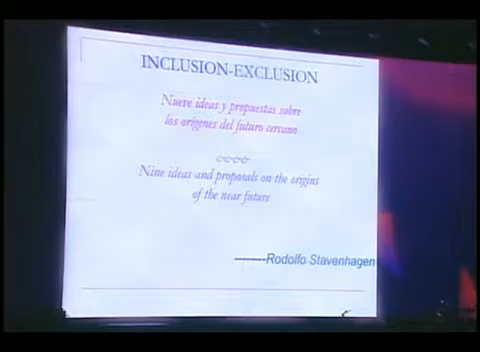 INCLUSION-EXCLUSION
Nueve ideas y propuestas sobre
los orígenes del futuro cercano
Nine ideas and proposals on the origins
of the near future
--------Rodolfo Stavenhagen